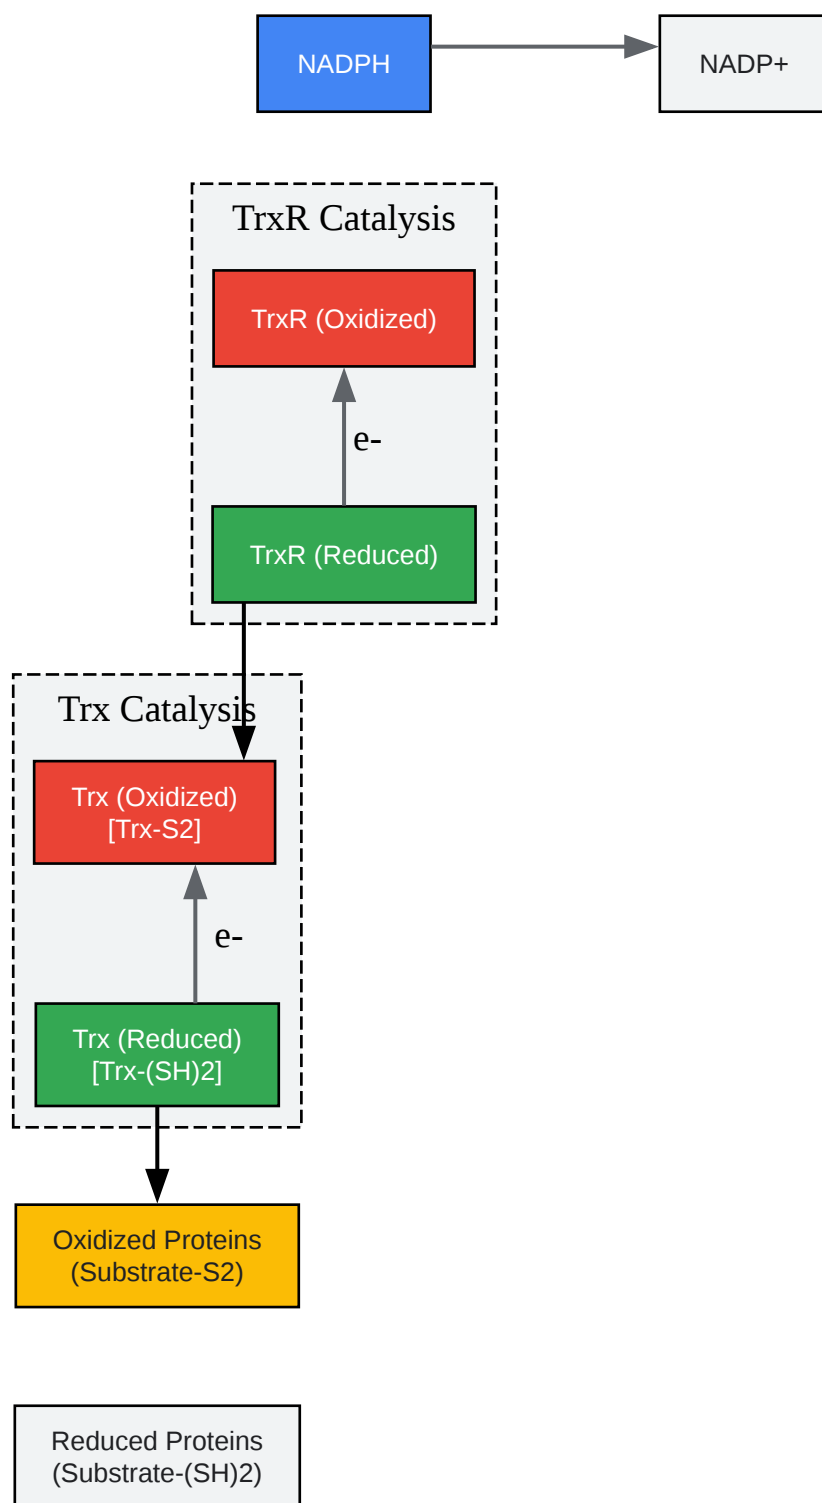 NADPH
NADP+
TrxR Catalysis
TrxR (Oxidized)
e-
TrxR (Reduced)
Trx Catalysis
Trx (Oxidized)
[Trx-S2]
e-
Trx (Reduced)
[Trx-(SH)2]
Oxidized Proteins
(Substrate-S2)
Reduced Proteins
(Substrate-(SH)2)